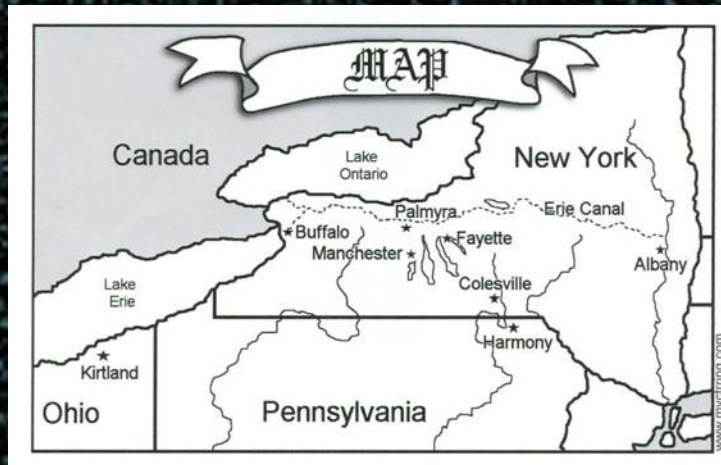 MAP
Canada
Lake
Ontario
New York
Palmyra
Erie Canal
Buffalo
Fayette
Manchester
Albany
Lake
Erie
Colesville
Harmony
Kirtland
Ohio
Pennsylvania
www.mycfrung.com